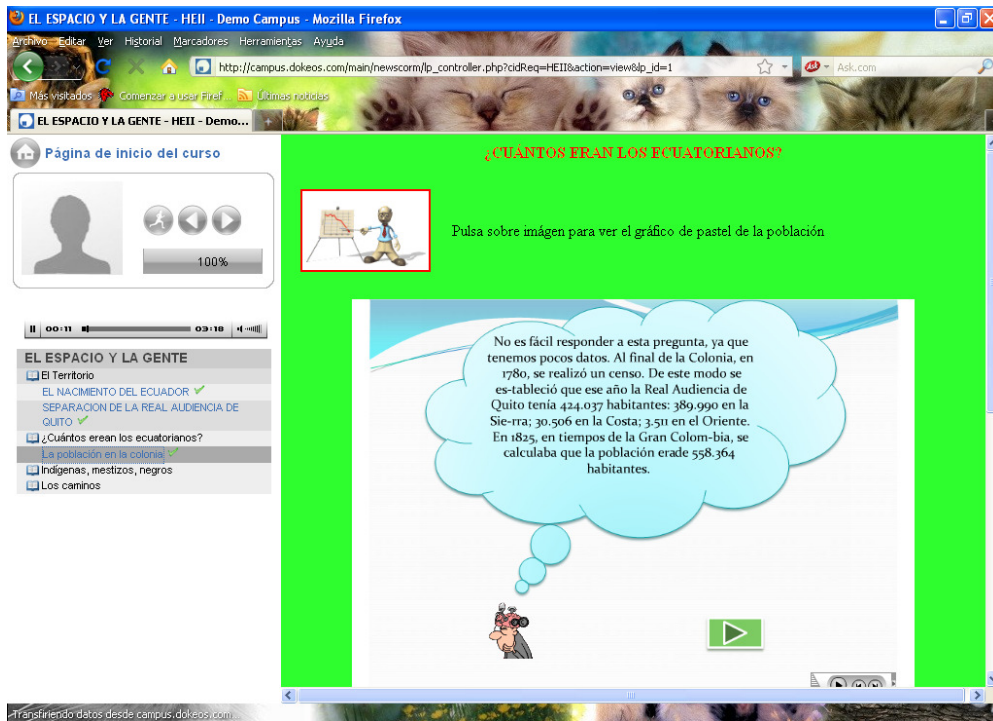 EL ESPACIO Y LA GENTE - HEII - Demo Campus - Mozilla Firefox
Archivo Editar Ver Historial Marcadores Herramientas Ayuda
http://campus.dokeos.com/main/newscorm/lp_controller.php?cidReq=HEII&action=view&lp_id=1
Ask.com
Más visitados Comenzar a usar Firef... Últimas noticias
EL ESPACIO Y LA GENTE - HEII - Demo...
Página de inicio del curso
100%
00:11 03:18
EL ESPACIO Y LA GENTE
El Territorio
EL NACIMIENTO DEL ECUADOR
SEPARACION DE LA REAL AUDIENCIA DE
QUITO
¿Cuántos erean los ecuatorianos?
La población en la colonia
Indígenas, mestizos, negros
Los caminos
¿CUÁNTOS ERAN LOS ECUATORIANOS?
Pulsa sobre imágen para ver el gráfico de pastel de la población
No es fácil responder a esta pregunta, ya que
tenemos pocos datos. Al final de la Colonia, en
1780, se realizó un censo. De este modo se
es-tableció que ese año la Real Audiencia de
Quito tenía 424.037 habitantes: 389.990 en la
Sie-rra; 30.506 en la Costa; 3.511 en el Oriente.
En 1825, en tiempos de la Gran Colom-bia, se
calculaba que la población erade 558.364
habitantes.
Transfiriendo datos desde campus.dokeos.com...